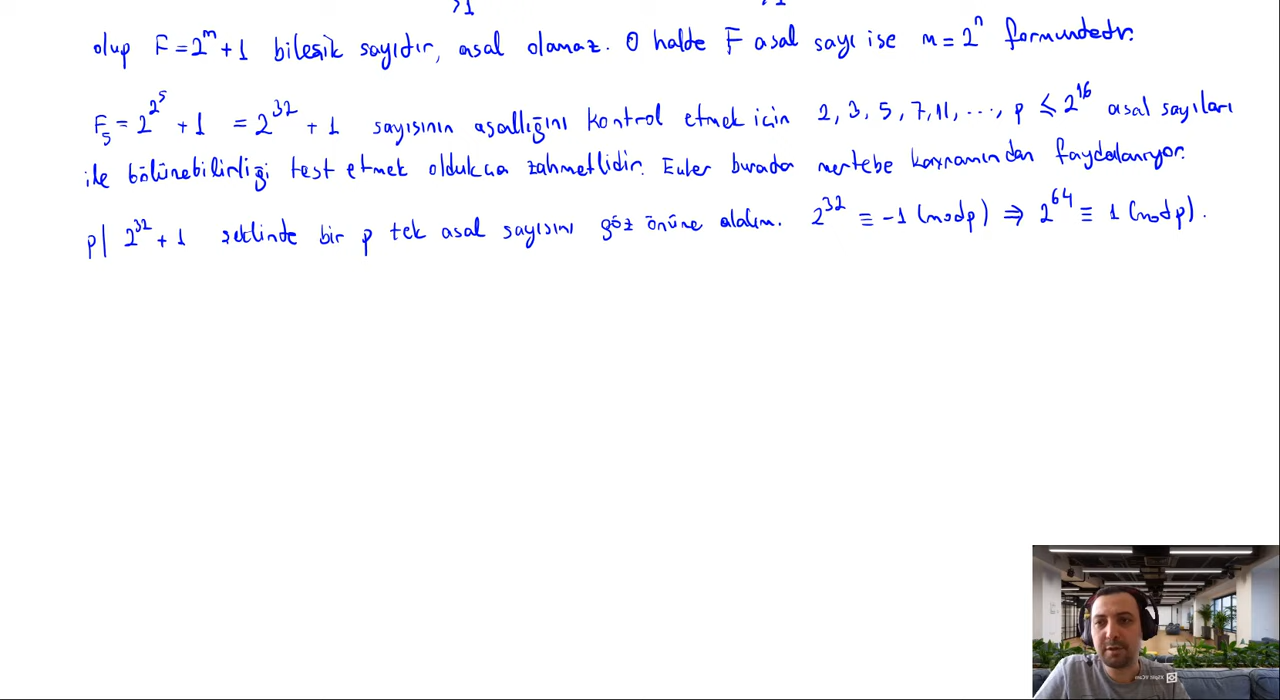 >1 >1
olup F = 2^m + 1 bileşik sayıdır, asal olamaz. O halde F asal sayı ise m = 2^n formundadır.
F_5 = 2^{2^5} + 1 = 2^{32} + 1 sayısının asallığını kontrol etmek için 2, 3, 5, 7, 11, ..., p ≤ 2^{16} asal sayıları
ile bölünebilirliği test etmek oldukça zahmetlidir. Euler burada mertebe kavramından faydalanıyor.
p | 2^{32} + 1 şeklinde bir p tek asal sayısını göz önüne alalım. 2^{32} ≡ -1 (mod p) ⇒ 2^{64} ≡ 1 (mod p).